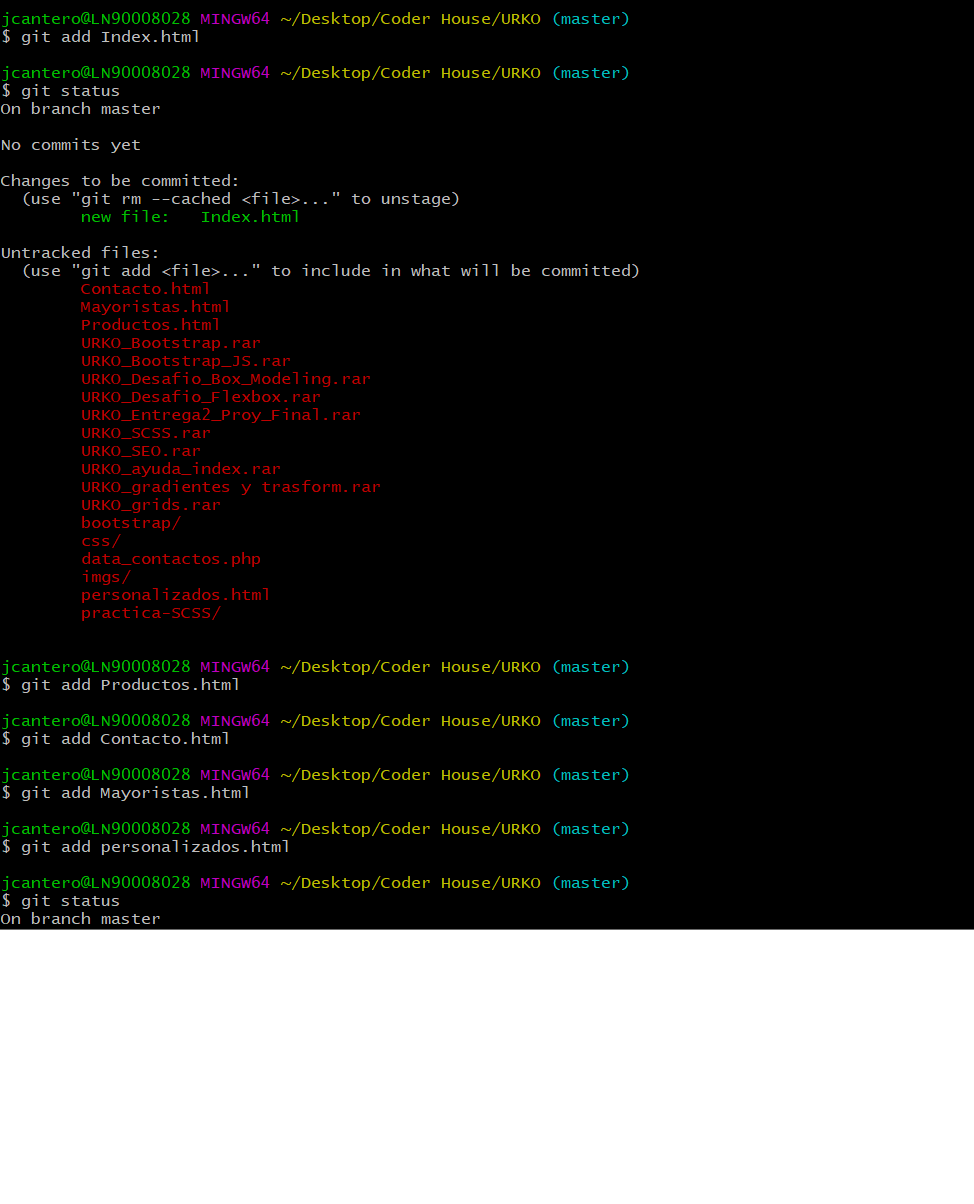 jcantero@LN90008028 MINGW64 ~/Desktop/Coder House/URKO (master)
$ git add Index.html
jcantero@LN90008028 MINGW64 ~/Desktop/Coder House/URKO (master)
$ git status
On branch master
No commits yet
Changes to be committed:
  (use "git rm --cached <file>..." to unstage)
        new file:   Index.html
Untracked files:
  (use "git add <file>..." to include in what will be committed)
        Contacto.html
        Mayoristas.html
        Productos.html
        URKO_Bootstrap.rar
        URKO_Bootstrap_JS.rar
        URKO_Desafio_Box_Modeling.rar
        URKO_Desafio_Flexbox.rar
        URKO_Entrega2_Proy_Final.rar
        URKO_SCSS.rar
        URKO_SEO.rar
        URKO_ayuda_index.rar
        URKO_gradientes y trasform.rar
        URKO_grids.rar
        bootstrap/
        css/
        data_contactos.php
        imgs/
        personalizados.html
        practica-SCSS/
jcantero@LN90008028 MINGW64 ~/Desktop/Coder House/URKO (master)
$ git add Productos.html
jcantero@LN90008028 MINGW64 ~/Desktop/Coder House/URKO (master)
$ git add Contacto.html
jcantero@LN90008028 MINGW64 ~/Desktop/Coder House/URKO (master)
$ git add Mayoristas.html
jcantero@LN90008028 MINGW64 ~/Desktop/Coder House/URKO (master)
$ git add personalizados.html
jcantero@LN90008028 MINGW64 ~/Desktop/Coder House/URKO (master)
$ git status
On branch master